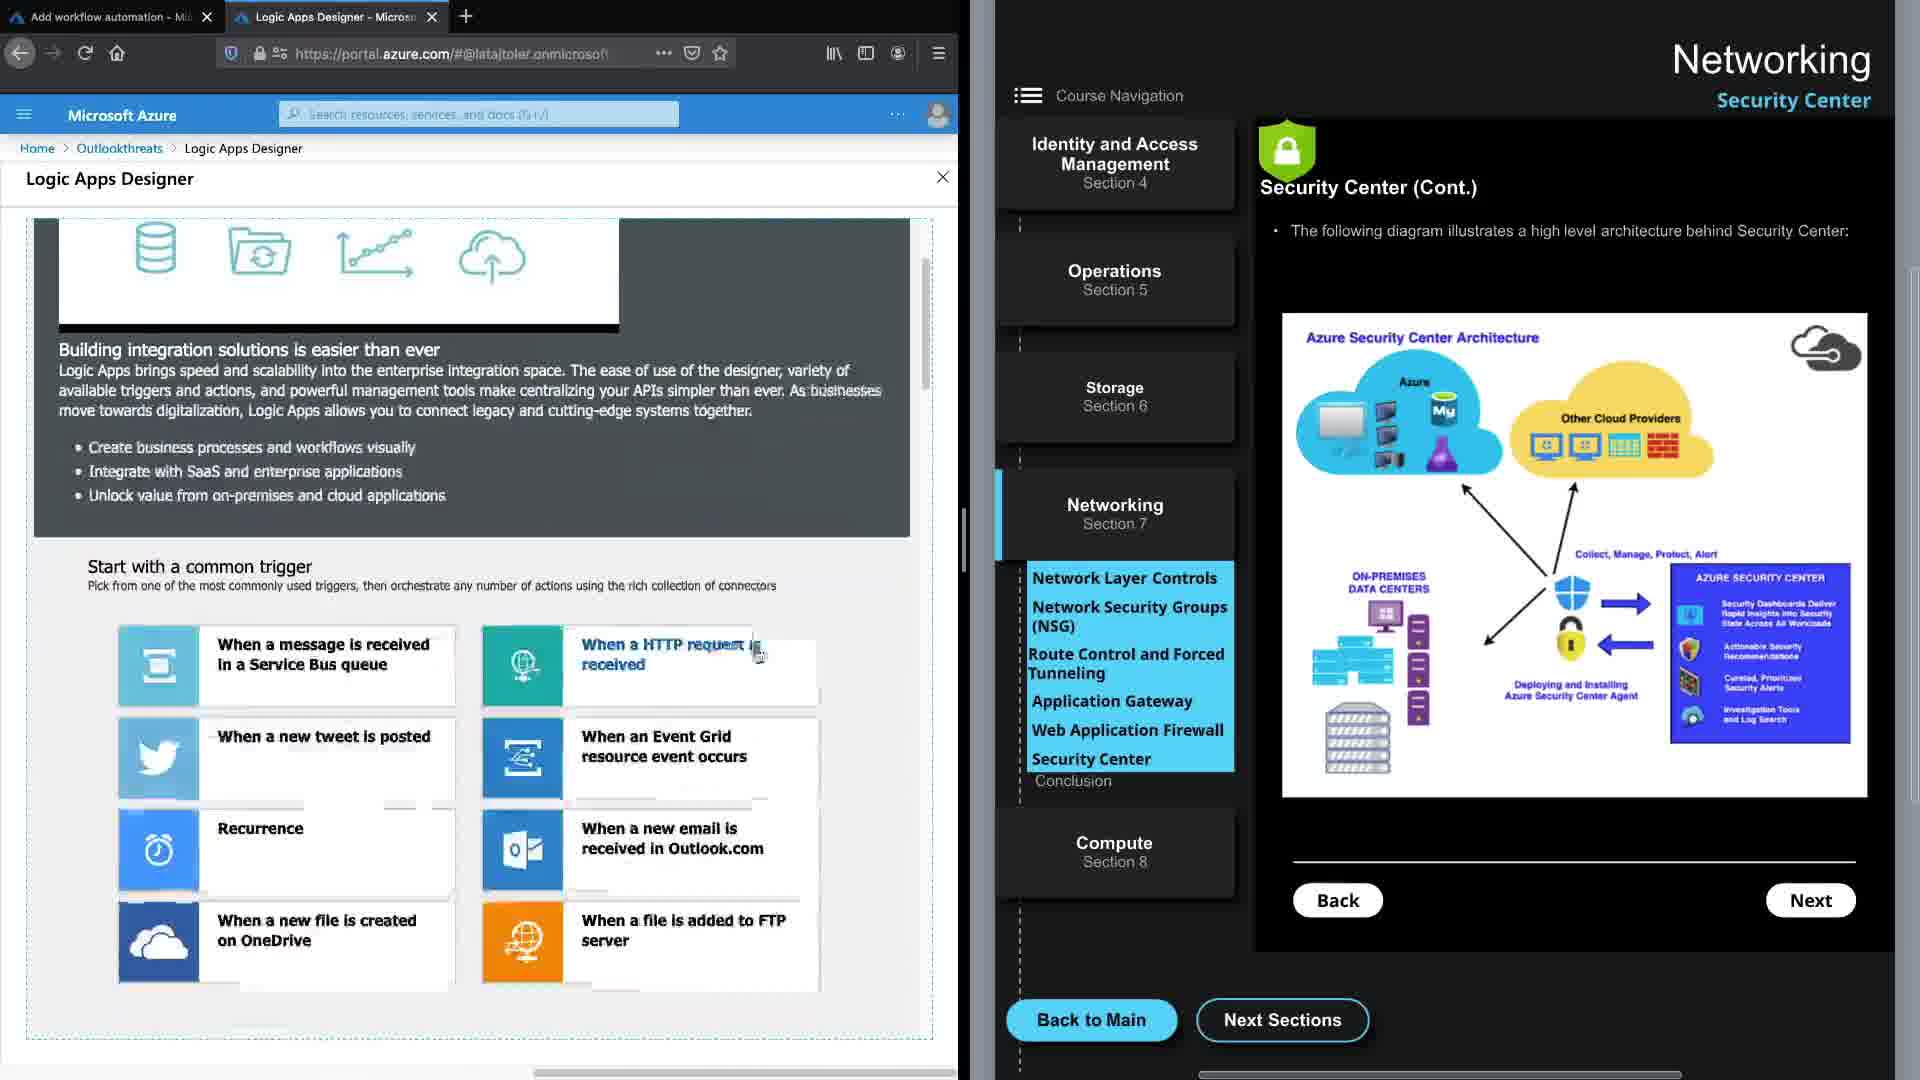 Add workflow automation - Mi
Logic Apps Designer - Microso
https://portal.azure.com/#@latajtoler.onmicrosoft
Microsoft Azure
Search resources, services, and docs (G+/)
Home > Outlookthreats > Logic Apps Designer
Logic Apps Designer
Building integration solutions is easier than ever
Logic Apps brings speed and scalability into the enterprise integration space. The ease of use of the designer, variety of
available triggers and actions, and powerful management tools make centralizing your APIs simpler than ever. As businesses
move towards digitalization, Logic Apps allows you to connect legacy and cutting-edge systems together.
• Create business processes and workflows visually
• Integrate with SaaS and enterprise applications
• Unlock value from on-premises and cloud applications
Start with a common trigger
Pick from one of the most commonly used triggers, then orchestrate any number of actions using the rich collection of connectors
When a message is received
in a Service Bus queue
When a HTTP request is
received
When a new tweet is posted
When an Event Grid
resource event occurs
Recurrence
When a new email is
received in Outlook.com
When a new file is created
on OneDrive
When a file is added to FTP
server
Networking
Security Center
Course Navigation
Identity and Access
Management
Section 4
Operations
Section 5
Storage
Section 6
Networking
Section 7
Network Layer Controls
Network Security Groups
(NSG)
Route Control and Forced
Tunneling
Application Gateway
Web Application Firewall
Security Center
Conclusion
Compute
Section 8
Back to Main
Next Sections
Security Center (Cont.)
• The following diagram illustrates a high level architecture behind Security Center:
Azure Security Center Architecture
Azure
My
Other Cloud Providers
Collect, Manage, Protect, Alert
ON-PREMISES
DATA CENTERS
Deploying and Installing
Azure Security Center Agent
AZURE SECURITY CENTER
Security Dashboards Deliver
Rapid Insights into Security
State Across All Workloads
Actionable Security
Recommendations
Curated, Prioritized
Security Alerts
Investigation Tools
and Log Search
Back
Next